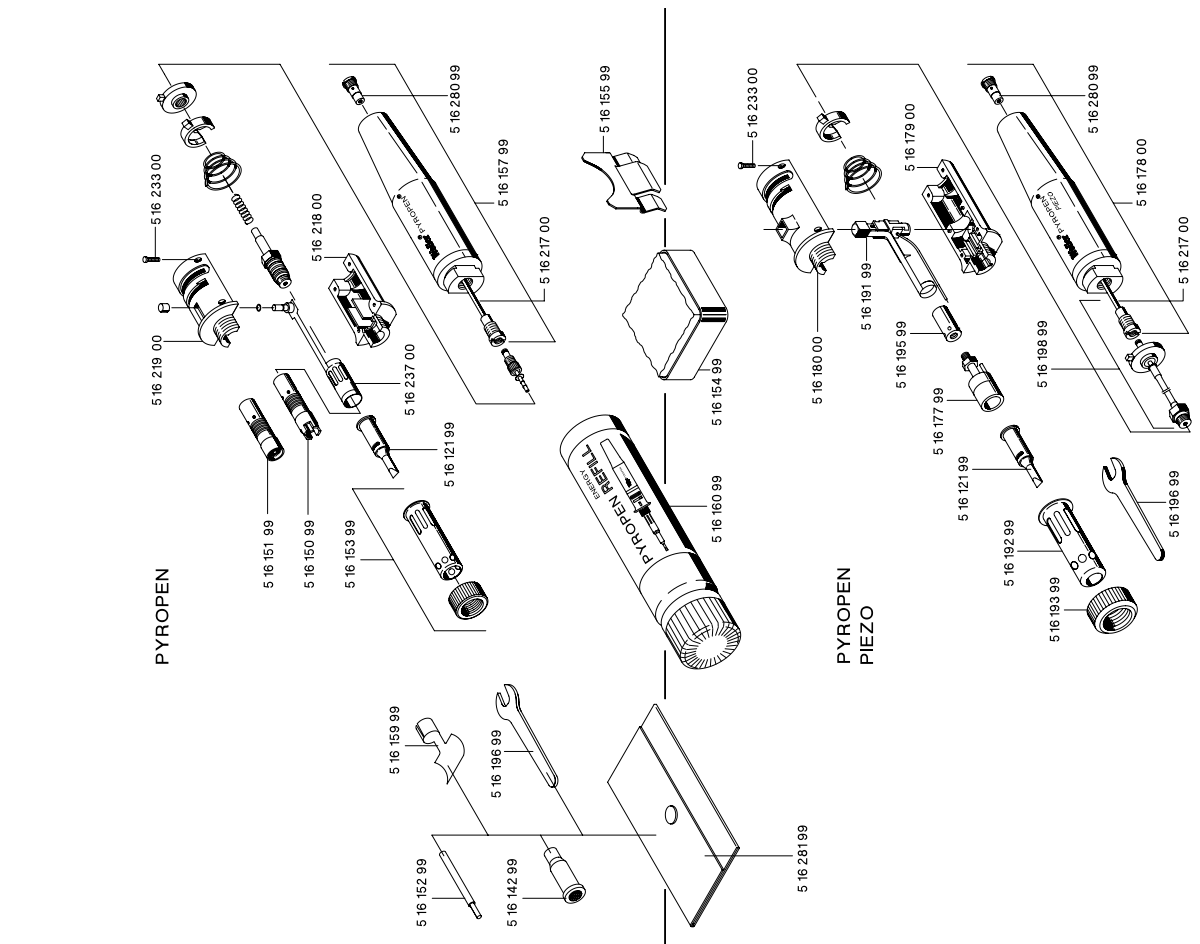 PYROPEN
5 16 219 00
5 16 233 00
5 16 151 99
5 16 150 99
5 16 153 99
5 16 218 00
5 16 237 00
5 16 121 99
5 16 280 99
5 16 157 99
5 16 217 00
Weller® PYROPEN®
5 16 155 99
5 16 154 99
5 16 160 99
ENERGY
PYROPEN REFILL
5 16 159 99
5 16 196 99
5 16 152 99
5 16 142 99
5 16 281 99
PYROPEN
PIEZO
5 16 233 00
5 16 180 00
5 16 191 99
5 16 179 00
5 16 195 99
5 16 177 99
5 16 121 99
5 16 192 99
5 16 193 99
5 16 198 99
5 16 280 99
5 16 178 00
5 16 217 00
5 16 196 99
Weller® PYROPEN®
PIEZO